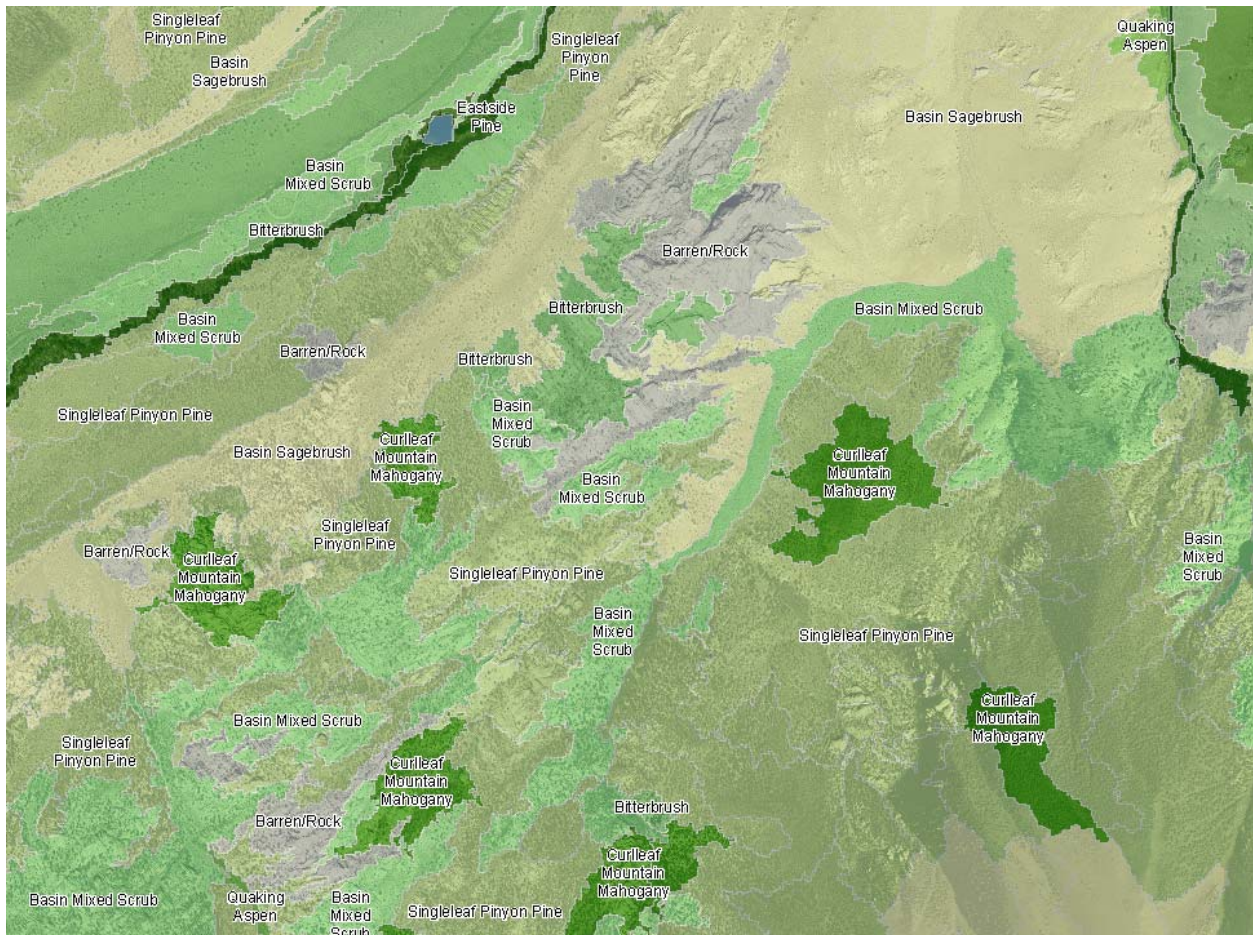 Singleleaf
Pinyon Pine
Basin
Sagebrush
Singleleaf
Pinyon
Pine
Quaking
Aspen
Eastside
Pine
Basin Sagebrush
Basin
Mixed Scrub
Bitterbrush
Barren/Rock
Bitterbrush
Basin Mixed Scrub
Basin
Mixed Scrub
Barren/Rock
Bitterbrush
Singleleaf Pinyon Pine
Basin
Mixed
Scrub
Basin Sagebrush
Curlleaf
Mountain
Mahogany
Curlleaf
Mountain
Mahogany
Basin
Mixed Scrub
Singleleaf
Pinyon Pine
Barren/Rock
Curlleaf
Mountain
Mahogany
Basin
Mixed
Scrub
Singleleaf Pinyon Pine
Basin
Mixed
Scrub
Singleleaf Pinyon Pine
Curlleaf
Mountain
Mahogany
Basin Mixed Scrub
Singleleaf
Pinyon Pine
Curlleaf
Mountain
Mahogany
Barren/Rock
Bitterbrush
Curlleaf
Mountain
Mahogany
Basin Mixed Scrub
Quaking
Aspen
Basin
Mixed
Scrub
Singleleaf Pinyon Pine